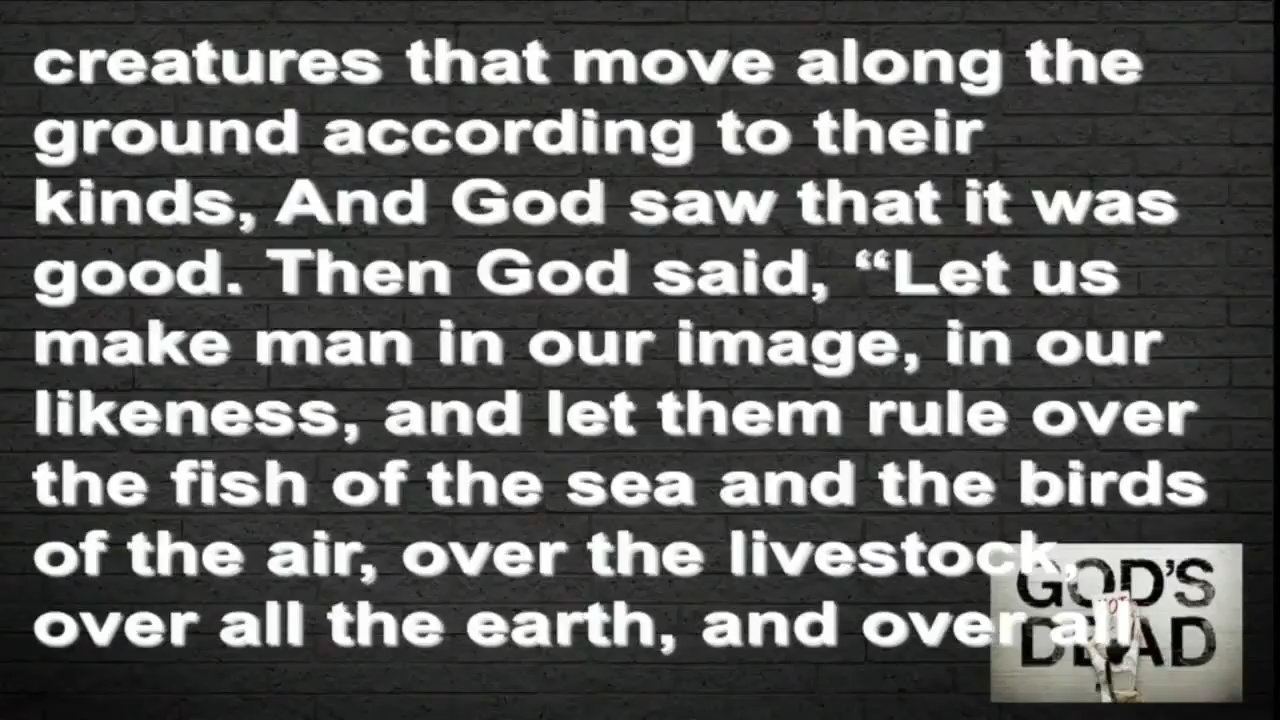 creatures that move along the
ground according to their
kinds, And God saw that it was
good. Then God said, “Let us
make man in our image, in our
likeness, and let them rule over
the fish of the sea and the birds
of the air, over the livestock,
over all the earth, and over all
GOD'S
NOT
DEAD